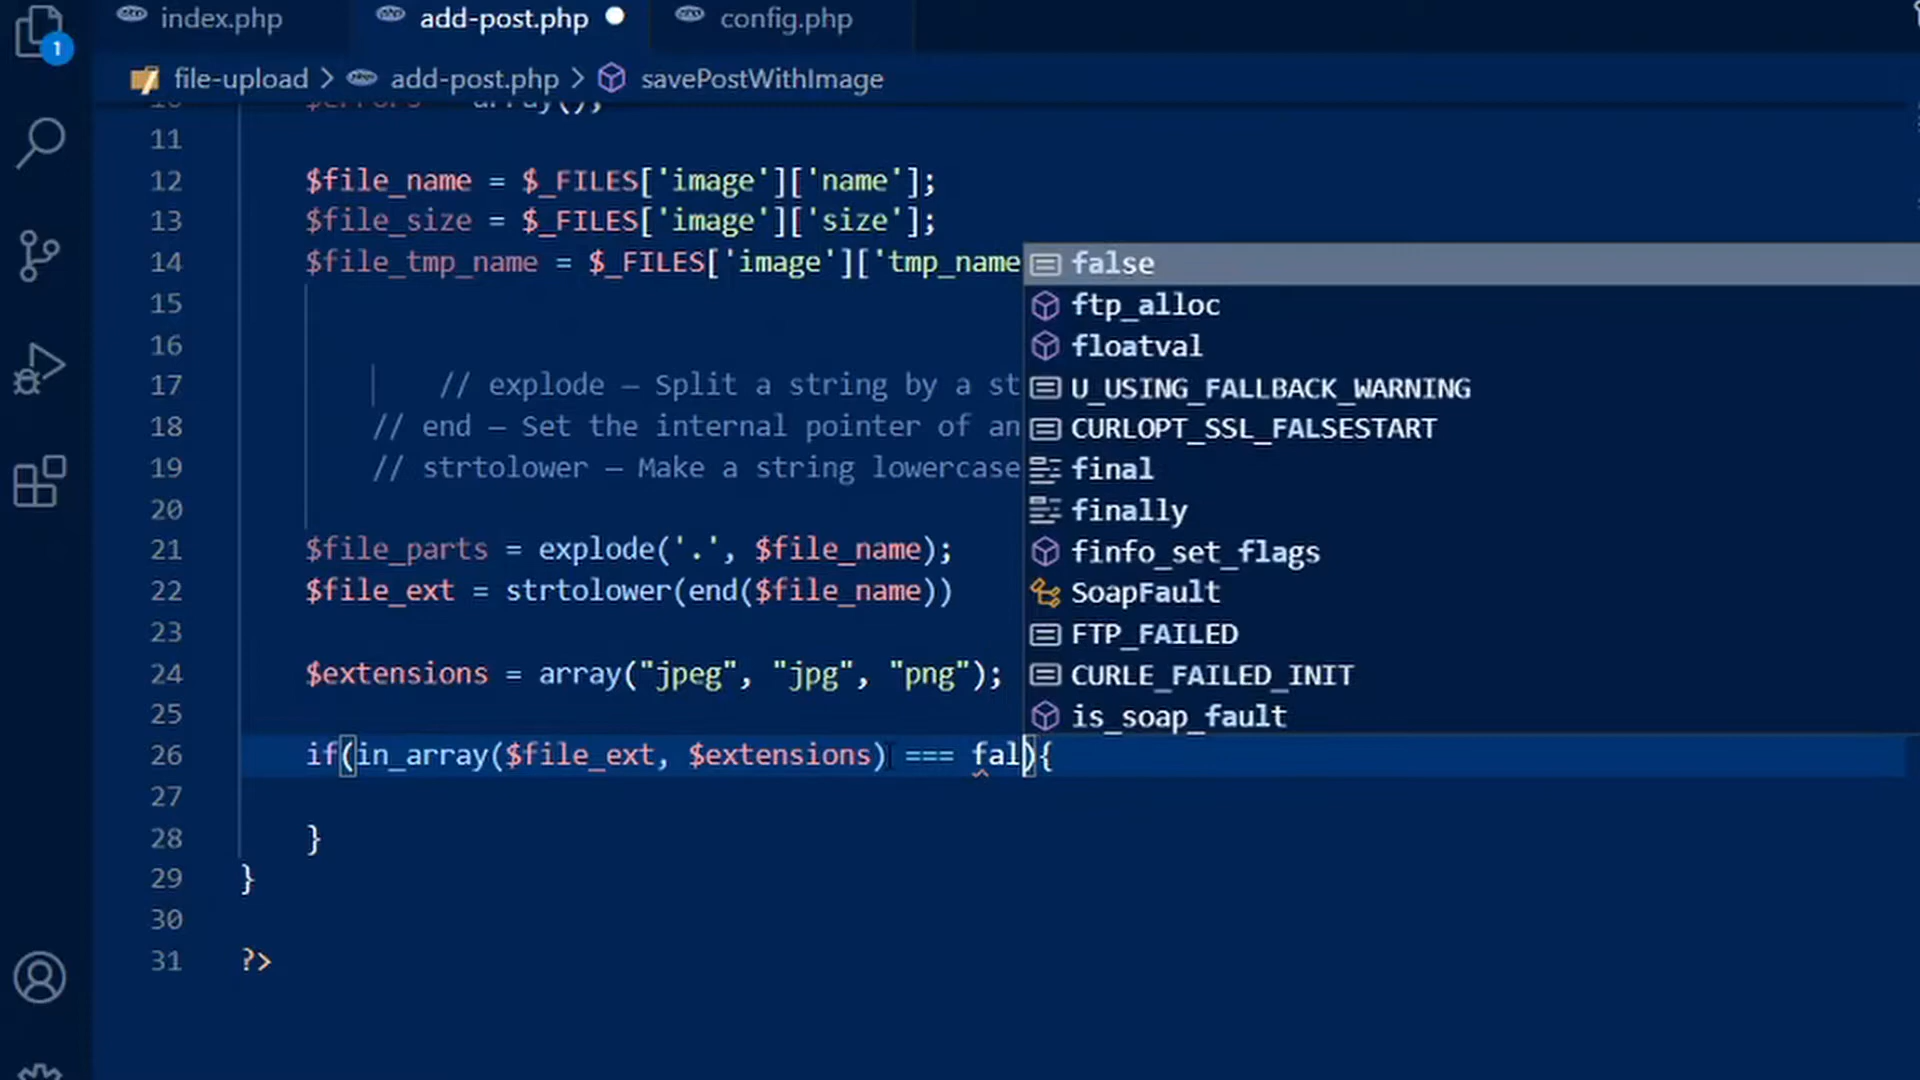 index.php add-post.php config.php
1
file-upload > add-post.php > savePostWithImage
10 $errors = array();
11
12 $file_name = $_FILES['image']['name'];
13 $file_size = $_FILES['image']['size'];
14 $file_tmp_name = $_FILES['image']['tmp_name
15
16
17 // explode — Split a string by a st
18 // end — Set the internal pointer of an
19 // strtolower — Make a string lowercase
20
21 $file_parts = explode('.', $file_name);
22 $file_ext = strtolower(end($file_name))
23
24 $extensions = array("jpeg", "jpg", "png");
25
26 if(in_array($file_ext, $extensions) === fal){
27
28 }
29 }
30
31 ?>
false
ftp_alloc
floatval
U_USING_FALLBACK_WARNING
CURLOPT_SSL_FALSESTART
final
finally
finfo_set_flags
SoapFault
FTP_FAILED
CURLE_FAILED_INIT
is_soap_fault